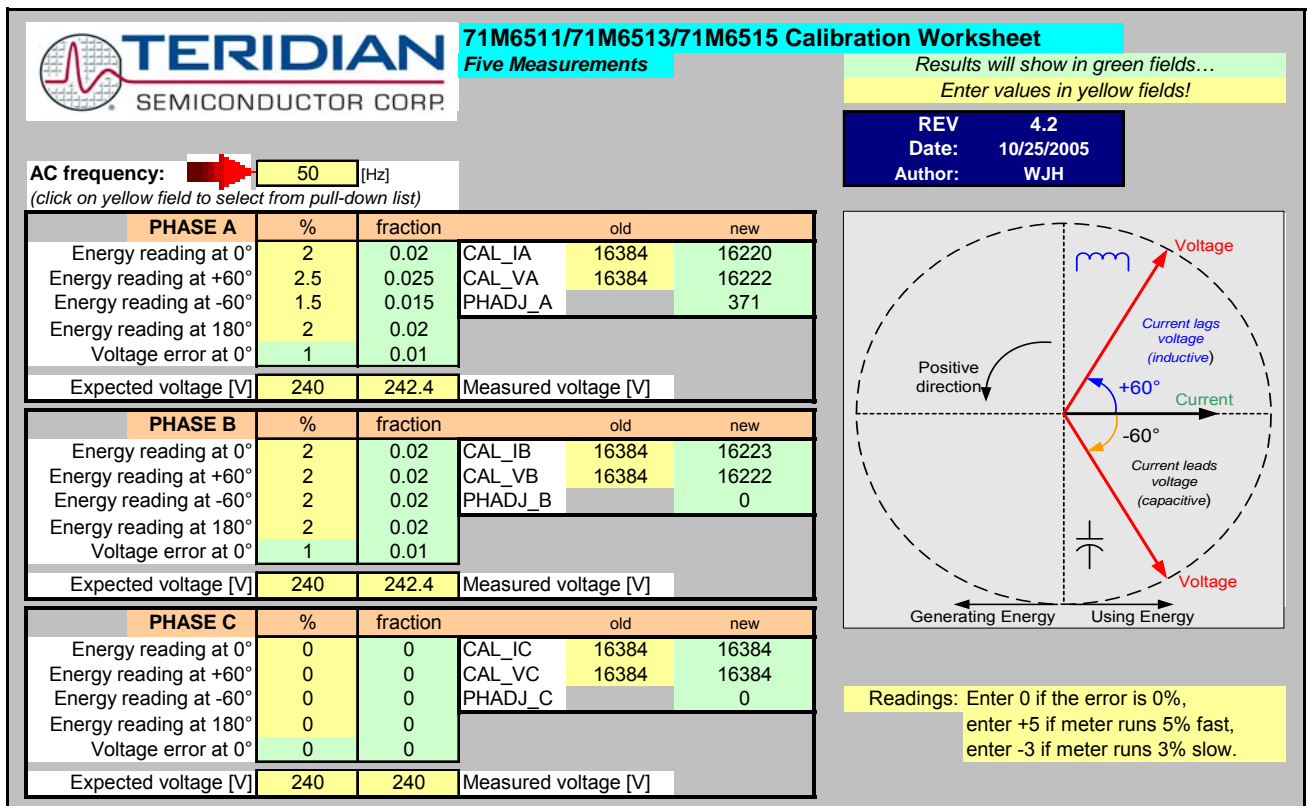 TERIDIAN
SEMICONDUCTOR CORP.
71M6511/71M6513/71M6515 Calibration Worksheet
Five Measurements
Results will show in green fields…
Enter values in yellow fields!
REV 4.2
Date: 10/25/2005
Author: WJH
AC frequency: 50 [Hz]
(click on yellow field to select from pull-down list)
PHASE A % fraction old new
Energy reading at 0° 2 0.02 CAL_IA 16384 16220
Energy reading at +60° 2.5 0.025 CAL_VA 16384 16222
Energy reading at -60° 1.5 0.015 PHADJ_A 371
Energy reading at 180° 2 0.02
Voltage error at 0° 1 0.01
Expected voltage [V] 240 242.4 Measured voltage [V]
PHASE B % fraction old new
Energy reading at 0° 2 0.02 CAL_IB 16384 16223
Energy reading at +60° 2 0.02 CAL_VB 16384 16222
Energy reading at -60° 2 0.02 PHADJ_B 0
Energy reading at 180° 2 0.02
Voltage error at 0° 1 0.01
Expected voltage [V] 240 242.4 Measured voltage [V]
PHASE C % fraction old new
Energy reading at 0° 0 0 CAL_IC 16384 16384
Energy reading at +60° 0 0 CAL_VC 16384 16384
Energy reading at -60° 0 0 PHADJ_C 0
Energy reading at 180° 0 0
Voltage error at 0° 0 0
Expected voltage [V] 240 240 Measured voltage [V]
Voltage
Current lags
voltage
(inductive)
Positive
direction
+60°
Current
-60°
Current leads
voltage
(capacitive)
Voltage
Generating Energy Using Energy
Readings: Enter 0 if the error is 0%,
enter +5 if meter runs 5% fast,
enter -3 if meter runs 3% slow.